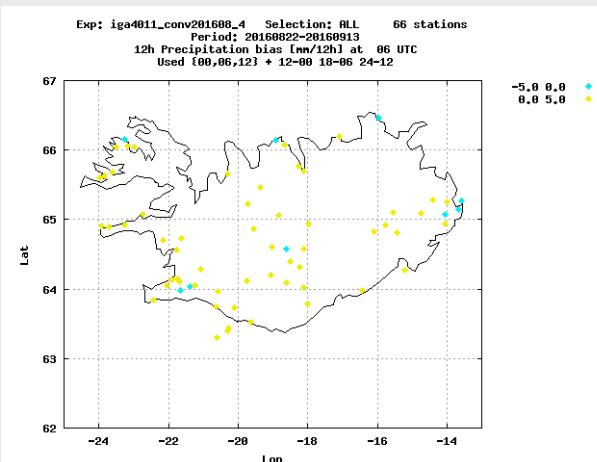 Exp: iga4011_conv201608_4   Selection: ALL     66 stations
Period: 20160822-20160913
12h Precipitation bias [mm/12h] at  06 UTC
Used {00,06,12} + 12-00 18-06 24-12
-5.0 0.0
0.0 5.0
67
66
65
64
63
62
Lat
-24 -22 -20 -18 -16 -14
Lon